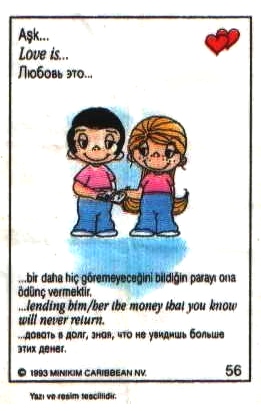 Aşk...
Love is...
Любовь это...
...bir daha hiç göremeyeceğini bildiğin parayı ona
ödünç vermektir.
...lending him/her the money that you know
will never return.
...довать в долг, зная, что не увидишь больше
этих денег.
© 1993 MINIKIM CARIBBEAN NV. 56
Yazı ve resim tescillidir.